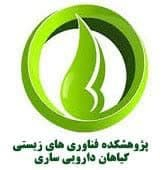 پژوهشکده فناوری های زیستی
گیاهان دارویی ساری